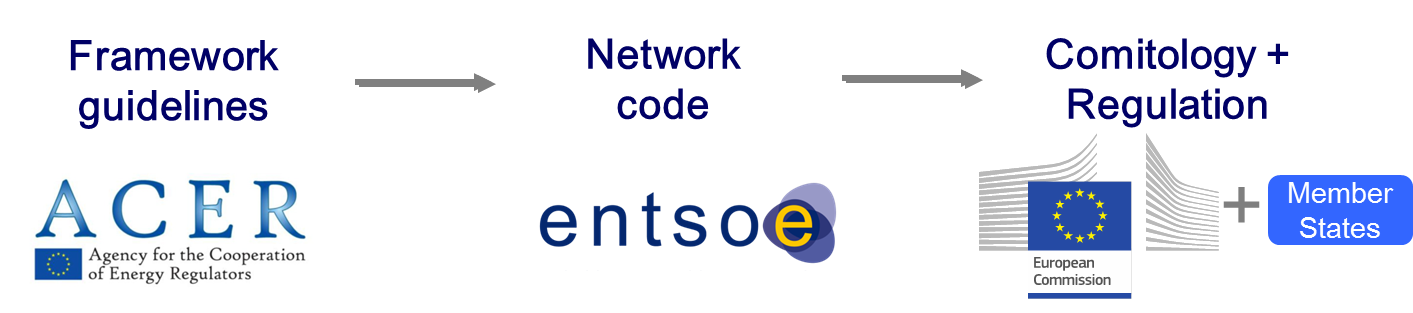 Framework
guidelines
Network
code
Comitology +
Regulation
ACER
Agency for the Cooperation
of Energy Regulators
entsoe
European
Commission
+
Member
States